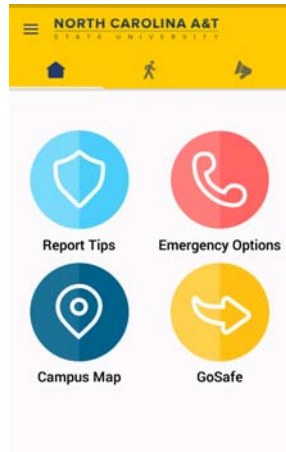 NORTH CAROLINA A&T
STATE UNIVERSITY
Report Tips
Emergency Options
Campus Map
GoSafe